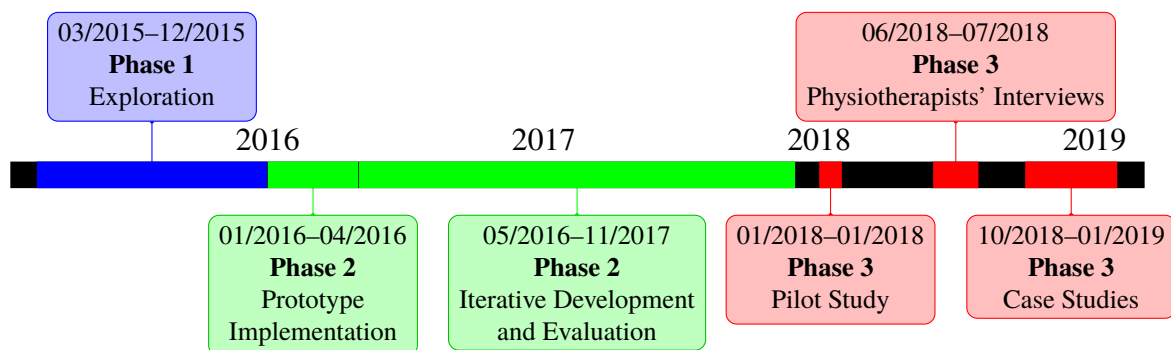 03/2015–12/2015
Phase 1
Exploration
06/2018–07/2018
Phase 3
Physiotherapists’ Interviews
2016
2017
2018
2019
01/2016–04/2016
Phase 2
Prototype
Implementation
05/2016–11/2017
Phase 2
Iterative Development
and Evaluation
01/2018–01/2018
Phase 3
Pilot Study
10/2018–01/2019
Phase 3
Case Studies